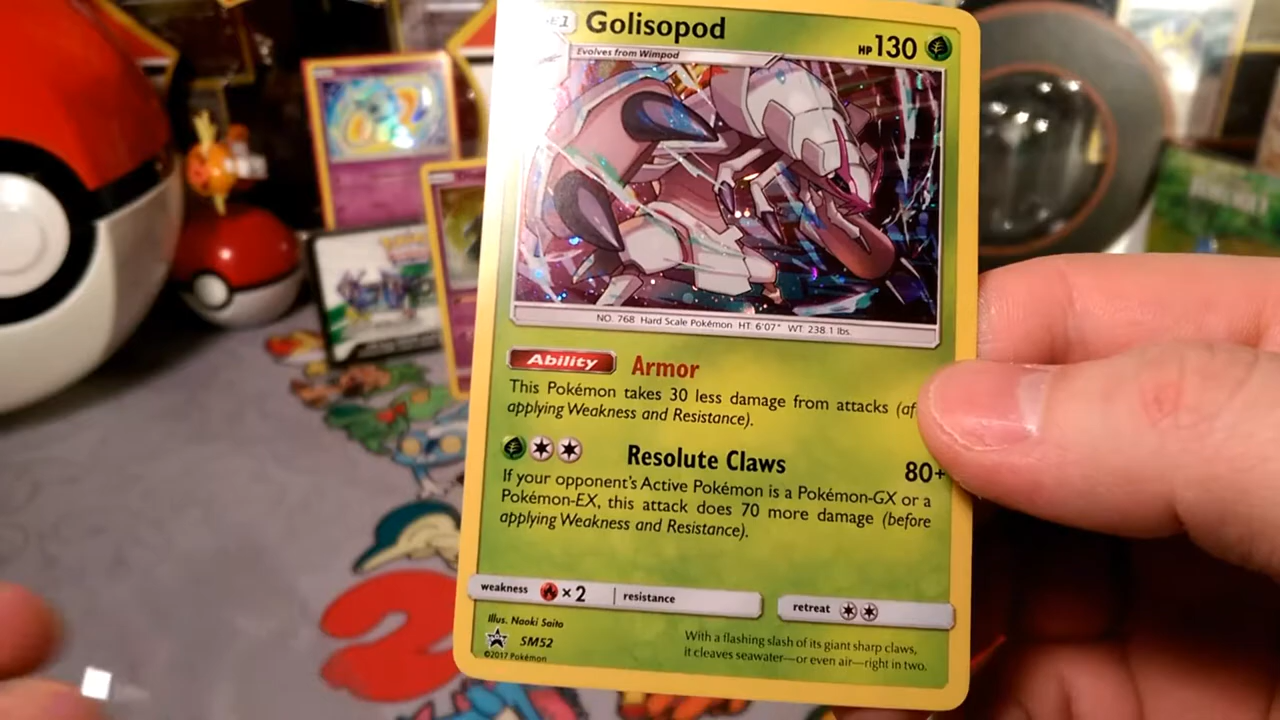 Golisopod
HP 130
Evolves from Wimpod
NO. 768 Hard Scale Pokémon HT: 6'07" WT: 238.1 lbs.
Ability Armor
This Pokémon takes 30 less damage from attacks
applying Weakness and Resistance).
Resolute Claws 80+
If your opponent's Active Pokémon is a Pokémon-GX or a
Pokémon-EX, this attack does 70 more damage (before
applying Weakness and Resistance).
weakness ×2 resistance retreat
Illus. Naoki Saito
SM52
©2017 Pokémon
With a flashing slash of its giant sharp claws,
it cleaves seawater—or even air—right in two.